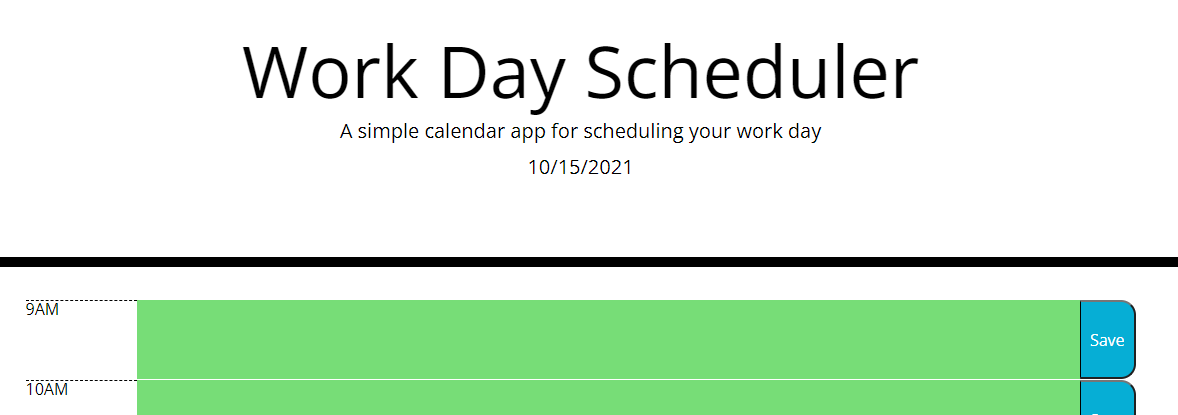 Work Day Scheduler
A simple calendar app for scheduling your work day
10/15/2021
9AM
Save
10AM